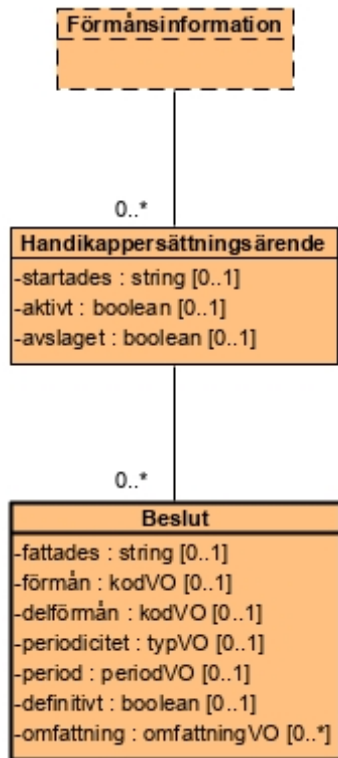 Förmånsinformation
0..*
Handikappersättningsärende
-startades : string [0..1]
-aktivt : boolean [0..1]
-avslaget : boolean [0..1]
0..*
Beslut
-fattades : string [0..1]
-förmån : kodVO [0..1]
-delförmån : kodVO [0..1]
-periodicitet : typVO [0..1]
-period : periodVO [0..1]
-definitivt : boolean [0..1]
-omfattning : omfattningVO [0..*]